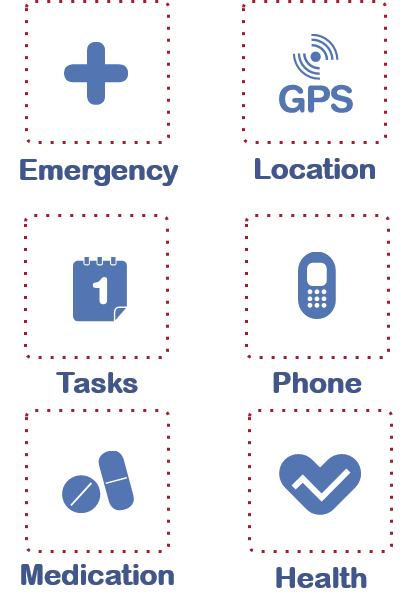 GPS
Emergency
Location
1
Tasks
Phone
Medication
Health